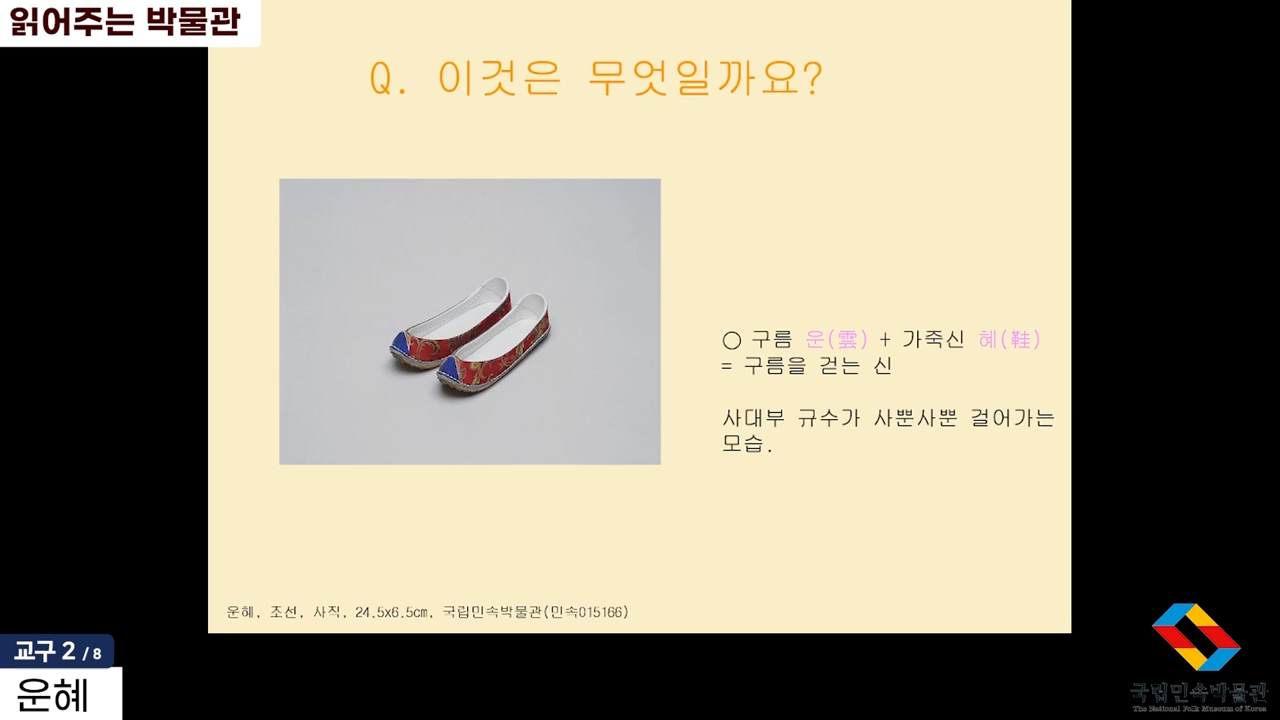 읽어주는 박물관
Q. 이것은 무엇일까요?
○ 구름 운(雲) + 가죽신 혜(鞋)
= 구름을 걷는 신
사대부 규수가 사뿐사뿐 걸어가는
모습.
운혜, 조선, 사직, 24.5x6.5cm, 국립민속박물관(민속015166)
교구 2 / 8
운혜
국립민속박물관
The National Folk Museum of Korea